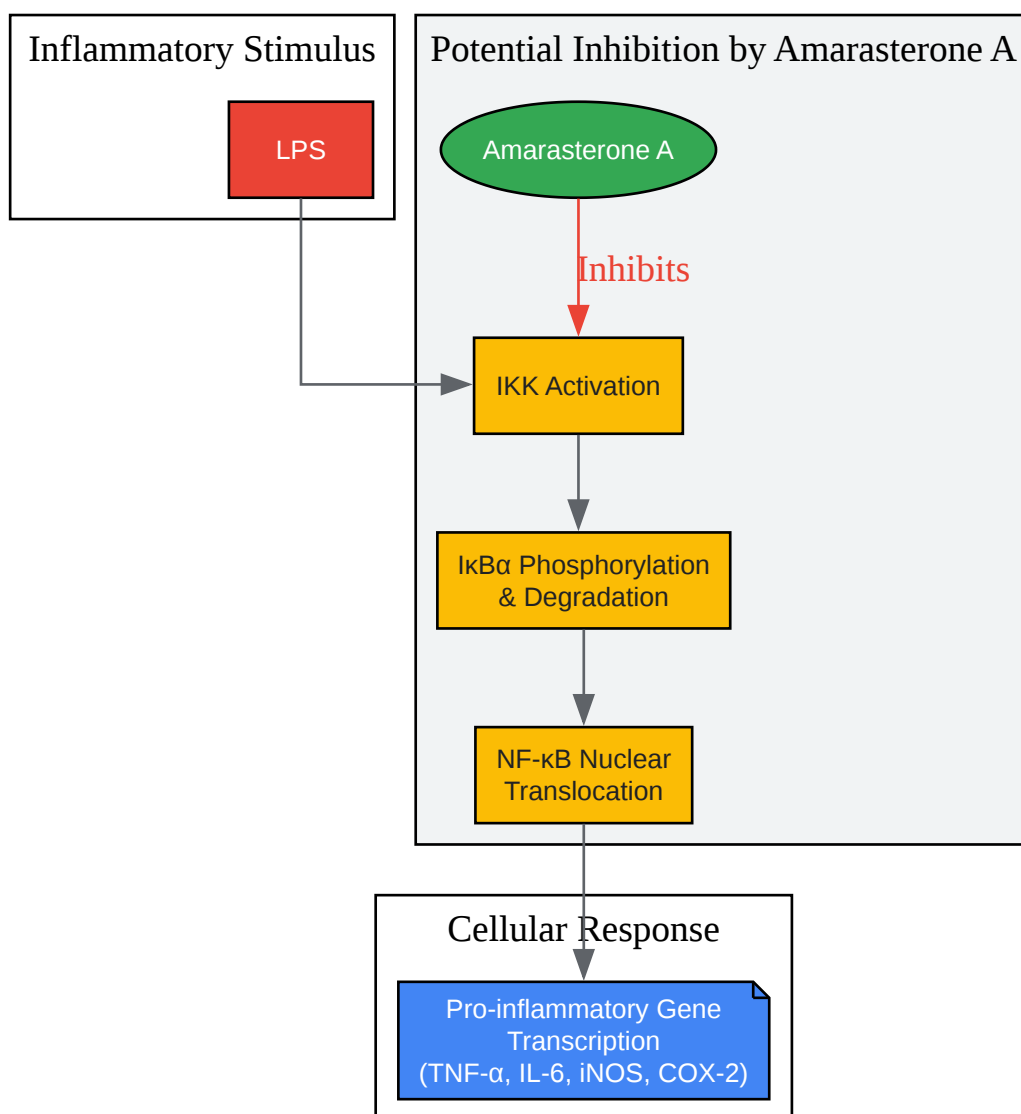 Inflammatory Stimulus
LPS
Potential Inhibition by Amarasterone A
Amarasterone A
Inhibits
IKK Activation
IκBα Phosphorylation
& Degradation
NF-κB Nuclear
Translocation
Cellular Response
Pro-inflammatory Gene
Transcription
(TNF-α, IL-6, iNOS, COX-2)